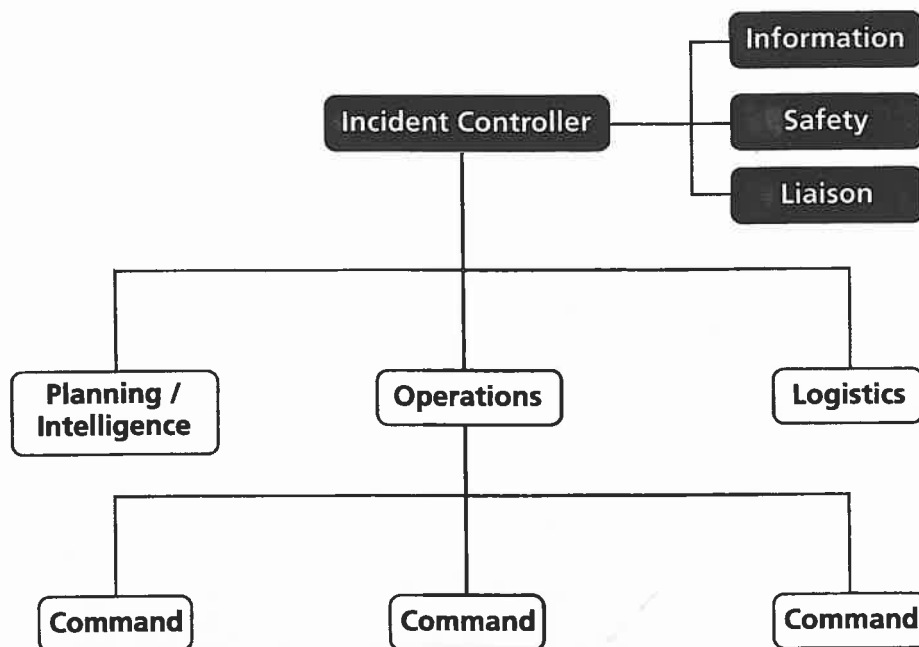 Information
Incident Controller
Safety
Liaison
Planning /
Intelligence
Operations
Logistics
Command
Command
Command